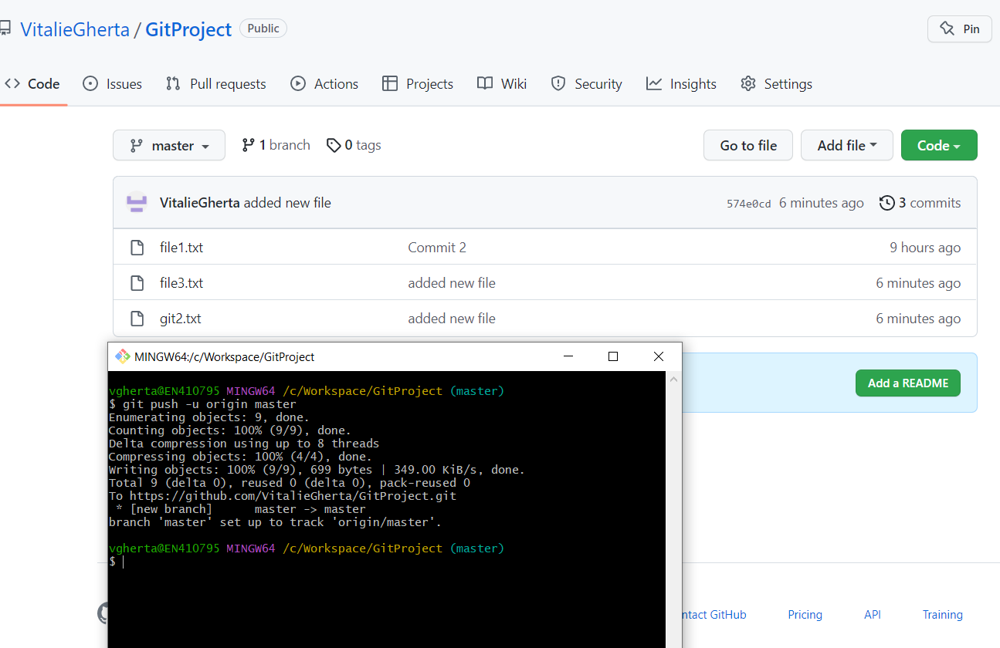 VitalieGherta / GitProject Public Pin
Code Issues Pull requests Actions Projects Wiki Security Insights Settings
master 1 branch 0 tags Go to file Add file Code
VitalieGherta added new file 574e0cd 6 minutes ago 3 commits
file1.txt Commit 2 9 hours ago
file3.txt added new file 6 minutes ago
git2.txt added new file 6 minutes ago
MINGW64:/c/Workspace/GitProject
Add a README
vgherta@EN410795 MINGW64 /c/Workspace/GitProject (master)
$ git push -u origin master
Enumerating objects: 9, done.
Counting objects: 100% (9/9), done.
Delta compression using up to 8 threads
Compressing objects: 100% (4/4), done.
Writing objects: 100% (9/9), 699 bytes | 349.00 KiB/s, done.
Total 9 (delta 0), reused 0 (delta 0), pack-reused 0
To https://github.com/VitalieGherta/GitProject.git
* [new branch] master -> master
branch 'master' set up to track 'origin/master'.
vgherta@EN410795 MINGW64 /c/Workspace/GitProject (master)
$
ntact GitHub Pricing API Training